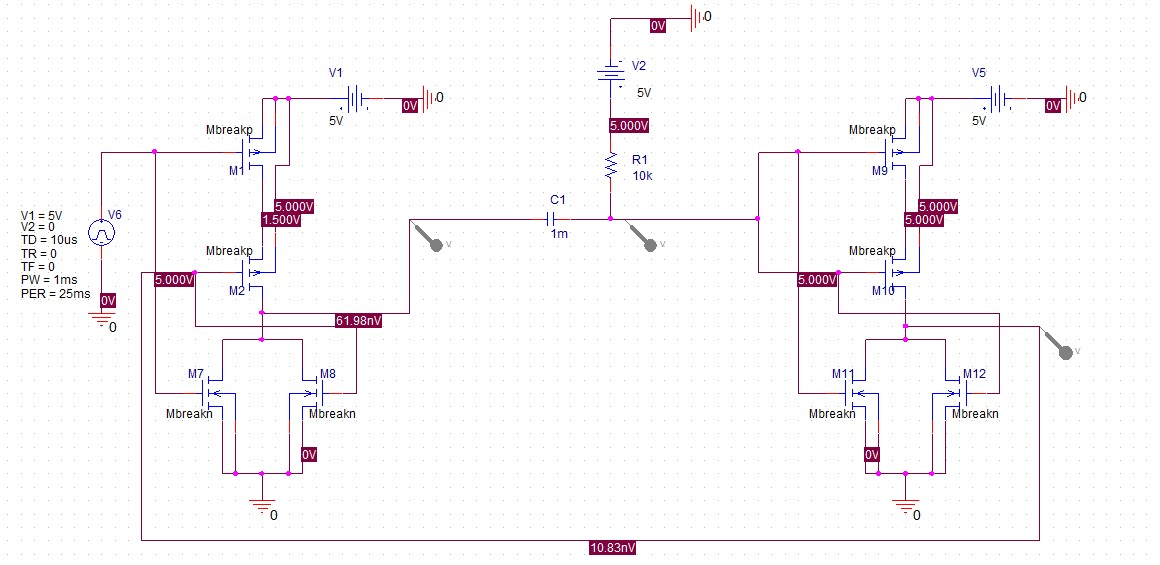 0
0V
V2
5V
5.000V
V1
5V
0V
0
V5
5V
0V
0
Mbreakp
M1
Mbreakp
M9
R1
10k
5.000V
1.500V
5.000V
5.000V
C1
1m
V6
V1 = 5V
V2 = 0
TD = 10us
TR = 0
TF = 0
PW = 1ms
PER = 25ms
0V
0
V
V
Mbreakp
M2
5.000V
Mbreakp
M10
5.000V
61.98nV
V
M7
Mbreakn
M8
Mbreakn
M11
Mbreakn
M12
Mbreakn
0V
0V
0
0
10.83nV